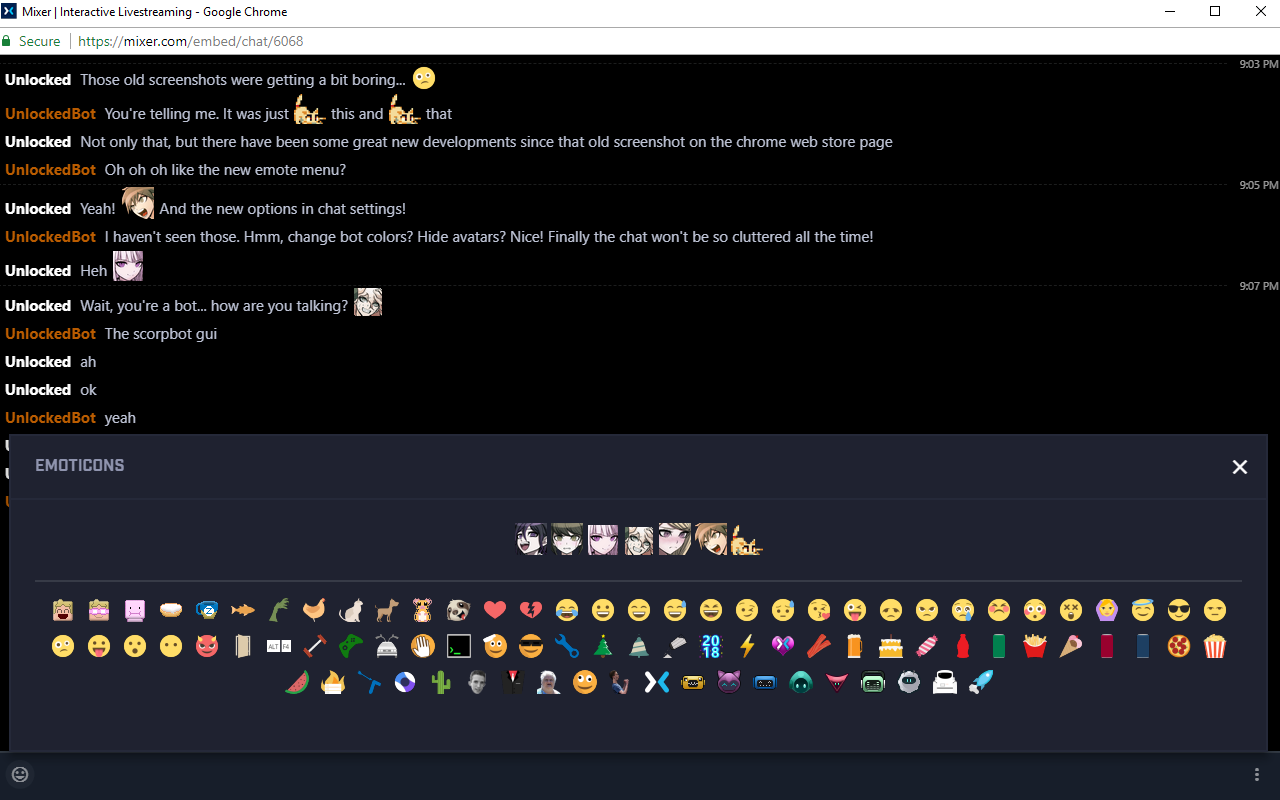 Mixer | Interactive Livestreaming - Google Chrome
Secure | https://mixer.com/embed/chat/6068
9:03 PM
Unlocked Those old screenshots were getting a bit boring...
UnlockedBot You're telling me. It was just this and that
Unlocked Not only that, but there have been some great new developments since that old screenshot on the chrome web store page
UnlockedBot Oh oh oh like the new emote menu?
9:05 PM
Unlocked Yeah! And the new options in chat settings!
UnlockedBot I haven't seen those. Hmm, change bot colors? Hide avatars? Nice! Finally the chat won't be so cluttered all the time!
Unlocked Heh
9:07 PM
Unlocked Wait, you're a bot... how are you talking?
UnlockedBot The scorpbot gui
Unlocked ah
Unlocked ok
UnlockedBot yeah
EMOTICONS
ALT F4
2018